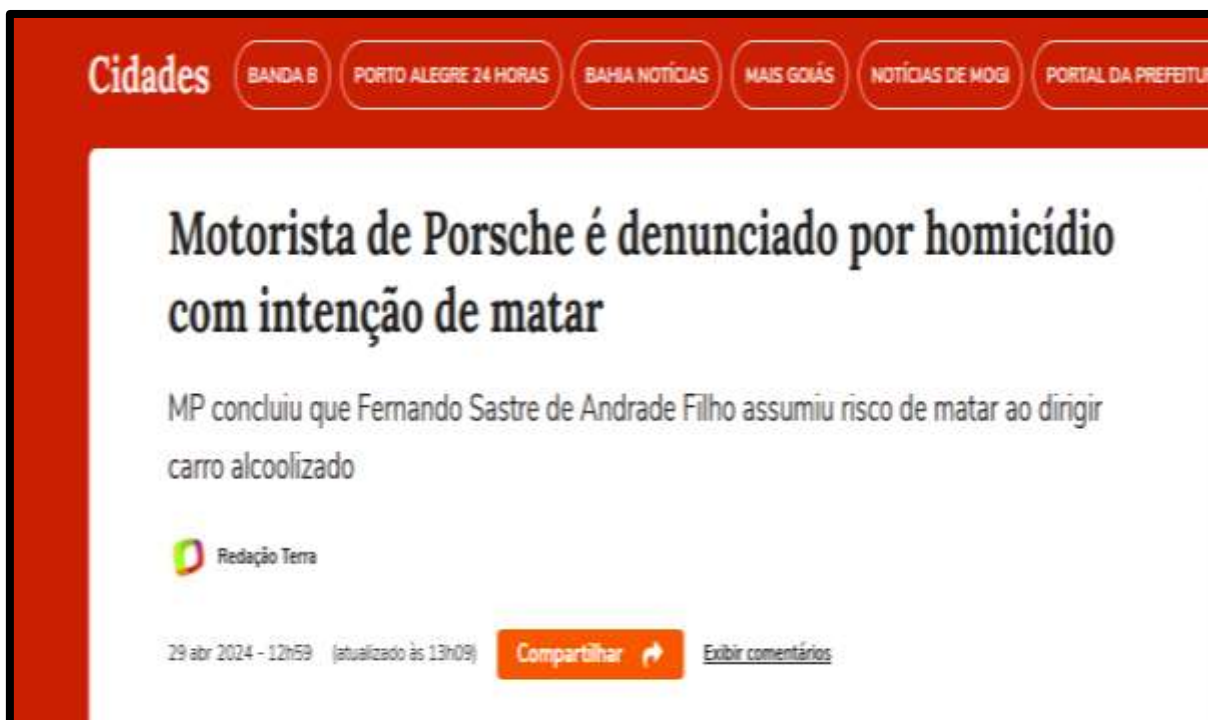 Cidades BANDA B PORTO ALEGRE 24 HORAS BAHIA NOTÍCIAS MAIS GOIÁS NOTÍCIAS DE MOGI PORTAL DA
Motorista de Porsche é denunciado por homicídio
com intenção de matar
MP concluiu que Fernando Sastre de Andrade Filho assumiu risco de matar ao dirigir
carro alcoolizado
Redação Terra
29 abr 2024 - 12h59 (atualizado às 13h09) Compartilhar Exibir comentários